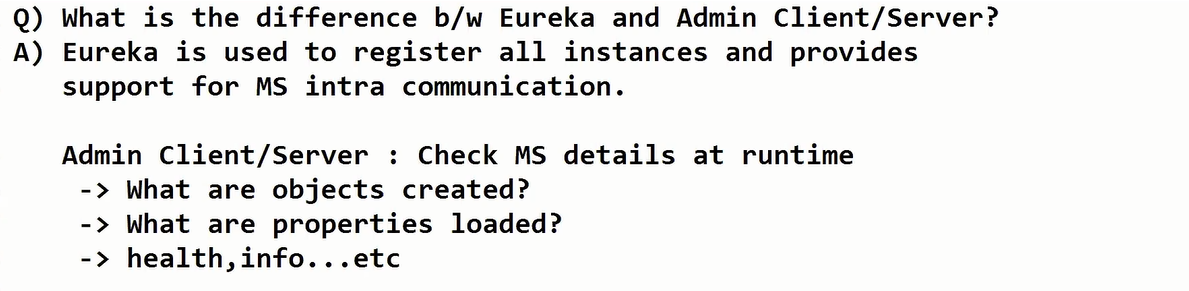 Q) What is the difference b/w Eureka and Admin Client/Server?
A) Eureka is used to register all instances and provides
support for MS intra communication.
Admin Client/Server : Check MS details at runtime
-> What are objects created?
-> What are properties loaded?
-> health,info...etc